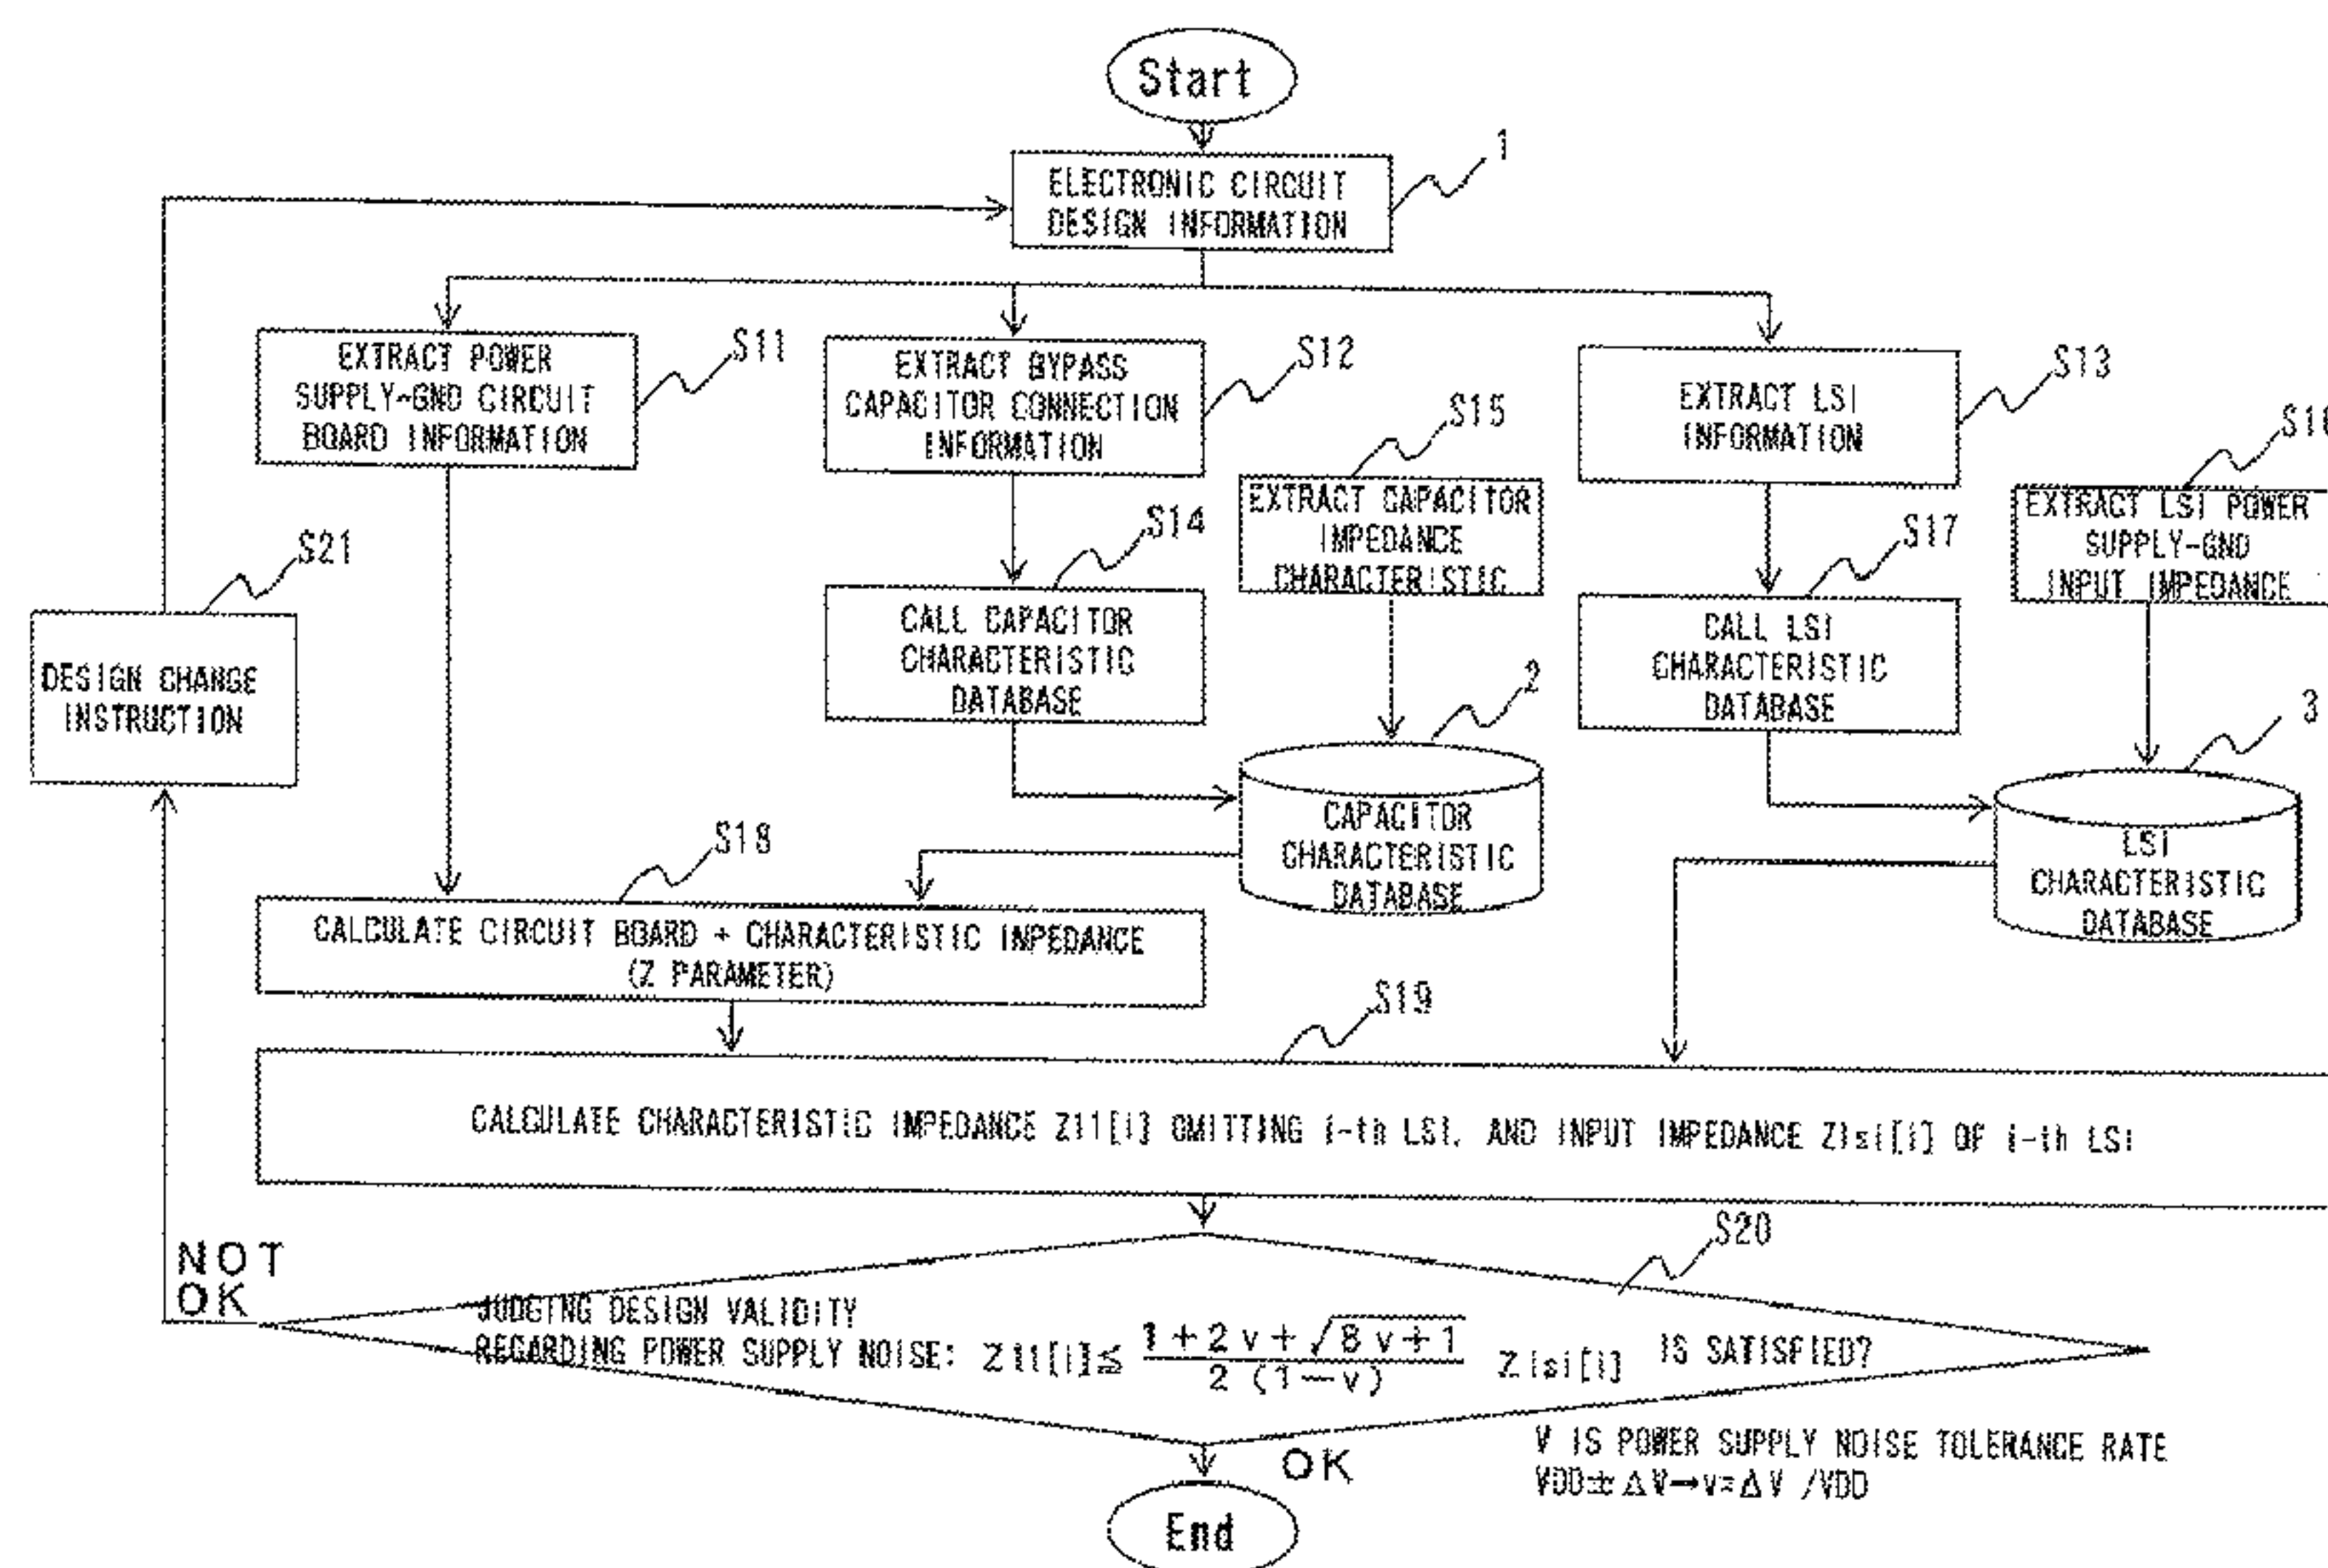 Start
1
ELECTRONIC CIRCUIT
DESIGN INFORMATION
S11
EXTRACT POWER
SUPPLY-GND CIRCUIT
BOARD INFORMATION
S12
EXTRACT BYPASS
CAPACITOR CONNECTION
INFORMATION
S13
EXTRACT LSI
INFORMATION
S15
EXTRACT CAPACITOR
IMPEDANCE
CHARACTERISTIC
EXTRACT LSI POWER
SUPPLY-GND
INPUT IMPEDANCE
S21
DESIGN CHANGE
INSTRUCTION
S14
CALL CAPACITOR
CHARACTERISTIC
DATABASE
S17
CALL LSI
CHARACTERISTIC
DATABASE
2
CAPACITOR
CHARACTERISTIC
DATABASE
3
LSI
CHARACTERISTIC
DATABASE
S18
CALCULATE CIRCUIT BOARD + CHARACTERISTIC IMPEDANCE
(Z PARAMETER)
S19
CALCULATE CHARACTERISTIC IMPEDANCE Z11[i] OMITTING i-th LSI, AND INPUT IMPEDANCE Zlsi[i] OF i-th LSI
S20
NOT
OK
JUDGING DESIGN VALIDITY
REGARDING POWER SUPPLY NOISE: Z11[i]≦ (1+2v+√(8v+1))/(2(1−v)) Zlsi[i] IS SATISFIED?
OK
V IS POWER SUPPLY NOISE TOLERANCE RATE
VDD±ΔV→v=ΔV /VDD
End